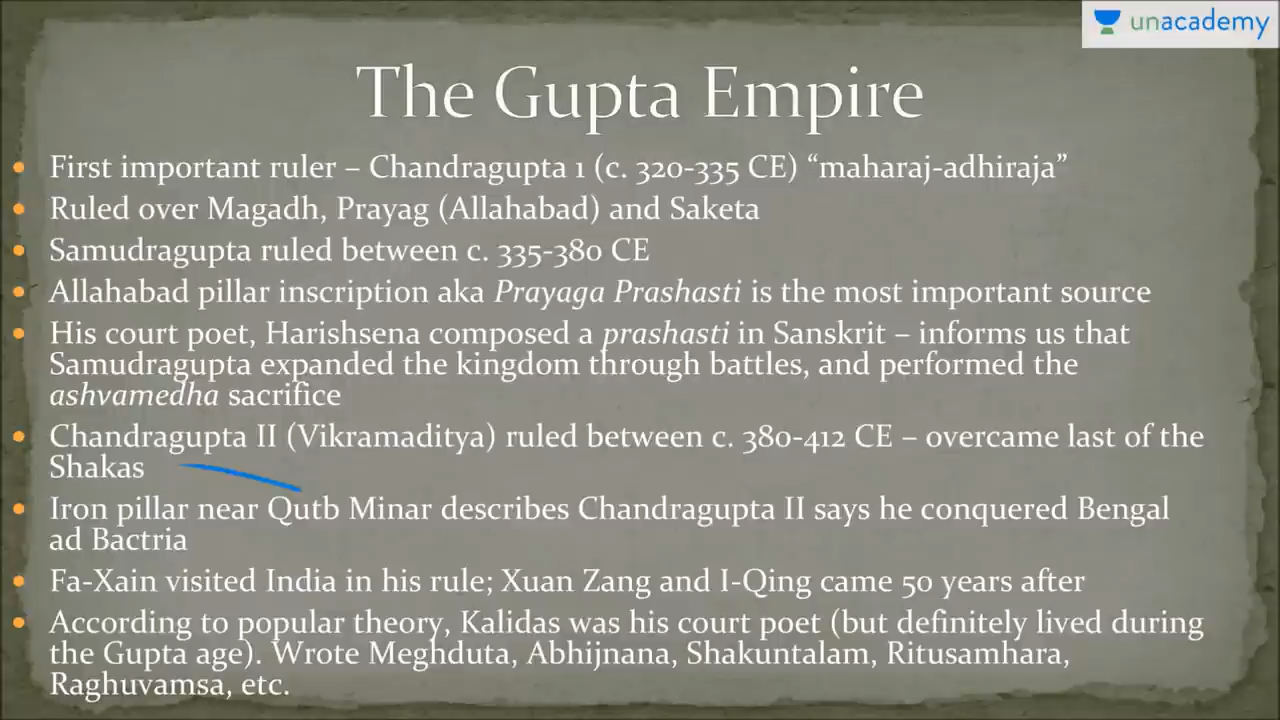 unacademy
The Gupta Empire
• First important ruler – Chandragupta 1 (c. 320-335 CE) “maharaj-adhiraja”
• Ruled over Magadh, Prayag (Allahabad) and Saketa
• Samudragupta ruled between c. 335-380 CE
• Allahabad pillar inscription aka Prayaga Prashasti is the most important source
• His court poet, Harishsena composed a prashasti in Sanskrit – informs us that
Samudragupta expanded the kingdom through battles, and performed the
ashvamedha sacrifice
• Chandragupta II (Vikramaditya) ruled between c. 380-412 CE – overcame last of the
Shakas
• Iron pillar near Qutb Minar describes Chandragupta II says he conquered Bengal
ad Bactria
• Fa-Xain visited India in his rule; Xuan Zang and I-Qing came 50 years after
• According to popular theory, Kalidas was his court poet (but definitely lived during
the Gupta age). Wrote Meghduta, Abhijnana, Shakuntalam, Ritusamhara,
Raghuvamsa, etc.